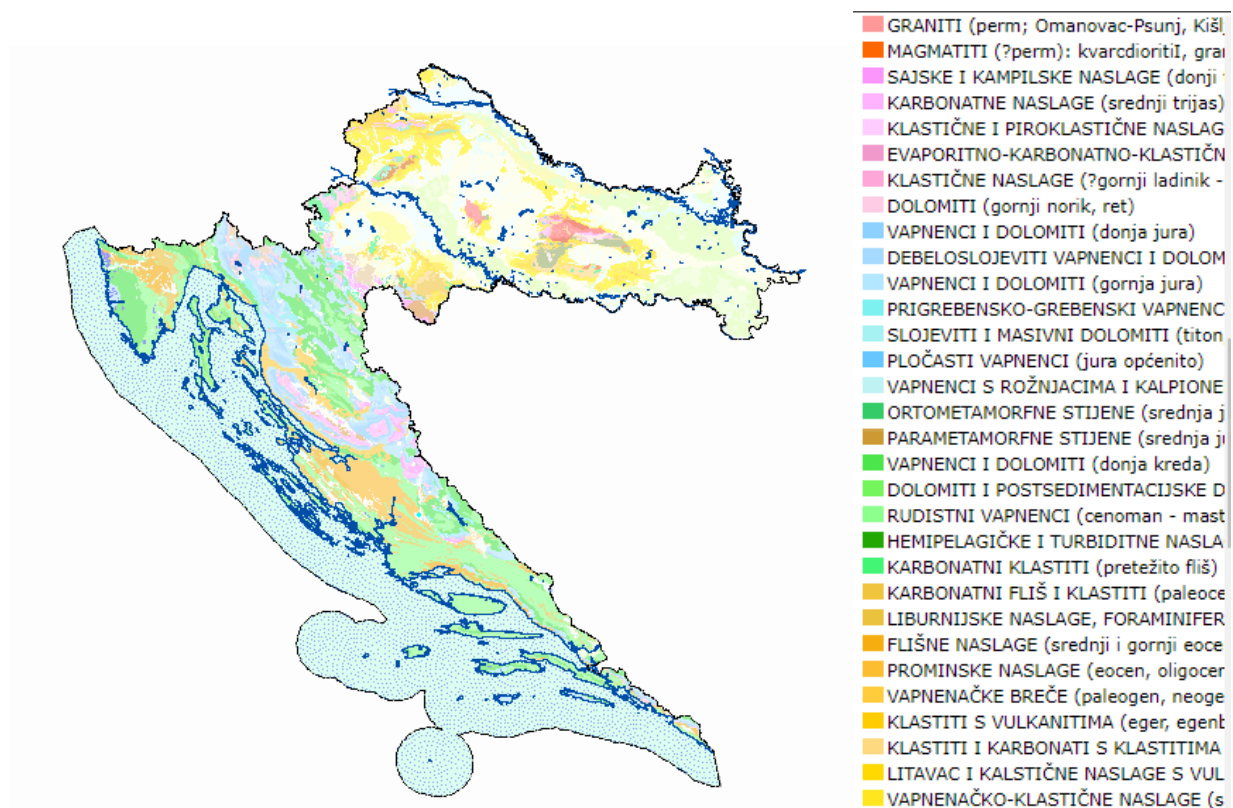 GRANITI (perm; Omanovac-Psunj, Kišl
MAGMATITI (?perm): kvarcdioritI, gra
SAJSKE I KAMPILSKE NASLAGE (donji
KARBONATNE NASLAGE (srednji trijas)
KLASTIČNE I PIROKLASTIČNE NASLAG
EVAPORITNO-KARBONATNO-KLASTIČN
KLASTIČNE NASLAGE (?gornji ladinik -
DOLOMITI (gornji norik, ret)
VAPNENCI I DOLOMITI (donja jura)
DEBELOSLOJEVITI VAPNENCI I DOLOM
VAPNENCI I DOLOMITI (gornja jura)
PRIGREBENSKO-GREBENSKI VAPNENC
SLOJEVITI I MASIVNI DOLOMITI (titon
PLOČASTI VAPNENCI (jura općenito)
VAPNENCI S ROŽNJACIMA I KALPIONE
ORTOMETAMORFNE STIJENE (srednja j
PARAMETAMORFNE STIJENE (srednja ju
VAPNENCI I DOLOMITI (donja kreda)
DOLOMITI I POSTSEDIMENTACIJSKE D
RUDISTNI VAPNENCI (cenoman - mast
HEMIPELAGIČKE I TURBIDITNE NASLA
KARBONATNI KLASTITI (pretežito fliš)
KARBONATNI FLIŠ I KLASTITI (paleoce
LIBURNIJSKE NASLAGE, FORAMINIFER
FLIŠNE NASLAGE (srednji i gornji eoce
PROMINSKE NASLAGE (eocen, oligocen
VAPNENAČKE BREČE (paleogen, neoge
KLASTITI S VULKANITIMA (eger, egenb
KLASTITI I KARBONATI S KLASTITIMA
LITAVAC I KALSTIČNE NASLAGE S VUL
VAPNENAČKO-KLASTIČNE NASLAGE (s